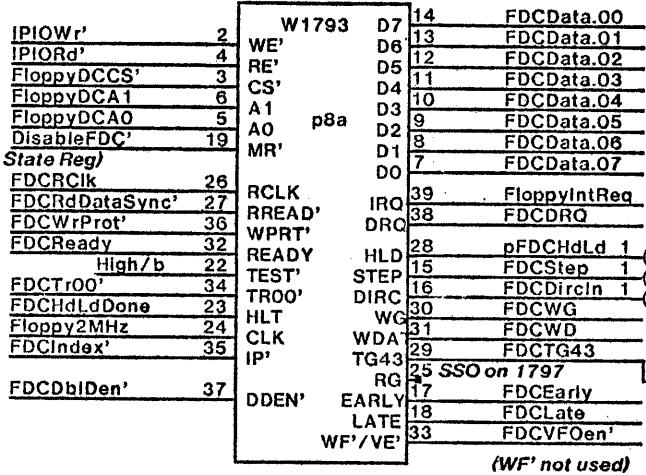 W1793 D7 14 FDCData.00
IPIOWr' 2 WE' D6 13 FDCData.01
IPIORd' 4 RE' D5 12 FDCData.02
FloppyDCCS' 3 CS' D4 11 FDCData.03
FloppyDCA1 6 A1 D3 10 FDCData.04
FloppyDCA0 5 A0 p8a D2 9 FDCData.05
DisableFDC' 19 MR' D1 8 FDCData.06
State Reg) D0 7 FDCData.07
FDCRClk 26 RCLK IRQ 39 FloppyIntReq
FDCRdDataSync' 27 RREAD' DRQ 38 FDCDRQ
FDCWrProt' 36 WPRT'
FDCReady 32 READY HLD 28 pFDCHdLd 1
High/b 22 TEST' STEP 15 FDCStep 1
FDCTr00' 34 TR00' DIRC 16 FDCDircIn 1
FDCHdLdDone 23 HLT WG 30 FDCWG
Floppy2MHz 24 CLK WDAT 31 FDCWD
FDCIndex' 35 IP' TG43 29 FDCTG43
RG 25 SSO on 1797
FDCDblDen' 37 DDEN' EARLY 17 FDCEarly
LATE 18 FDCLate
WF'/VE' 33 FDCVFOen'
(WF' not used)